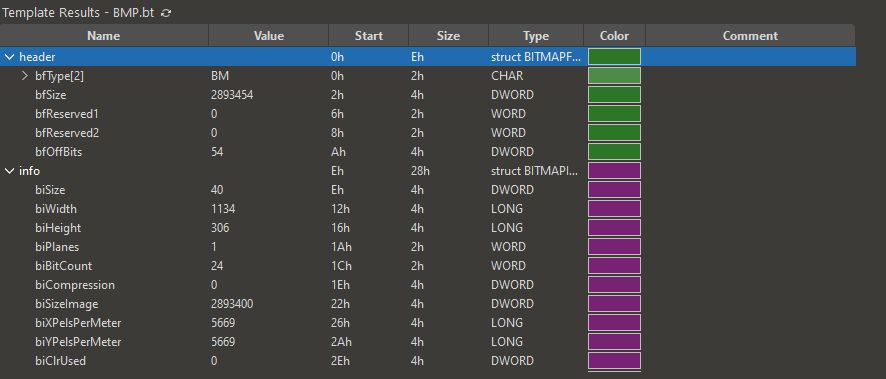 Template Results - BMP.bt
Name Value Start Size Type Color Comment
header 0h Eh struct BITMAPF...
bfType[2] BM 0h 2h CHAR
bfSize 2893454 2h 4h DWORD
bfReserved1 0 6h 2h WORD
bfReserved2 0 8h 2h WORD
bfOffBits 54 Ah 4h DWORD
info Eh 28h struct BITMAPI...
biSize 40 Eh 4h DWORD
biWidth 1134 12h 4h LONG
biHeight 306 16h 4h LONG
biPlanes 1 1Ah 2h WORD
biBitCount 24 1Ch 2h WORD
biCompression 0 1Eh 4h DWORD
biSizeImage 2893400 22h 4h DWORD
biXPelsPerMeter 5669 26h 4h LONG
biYPelsPerMeter 5669 2Ah 4h LONG
biClrUsed 0 2Eh 4h DWORD